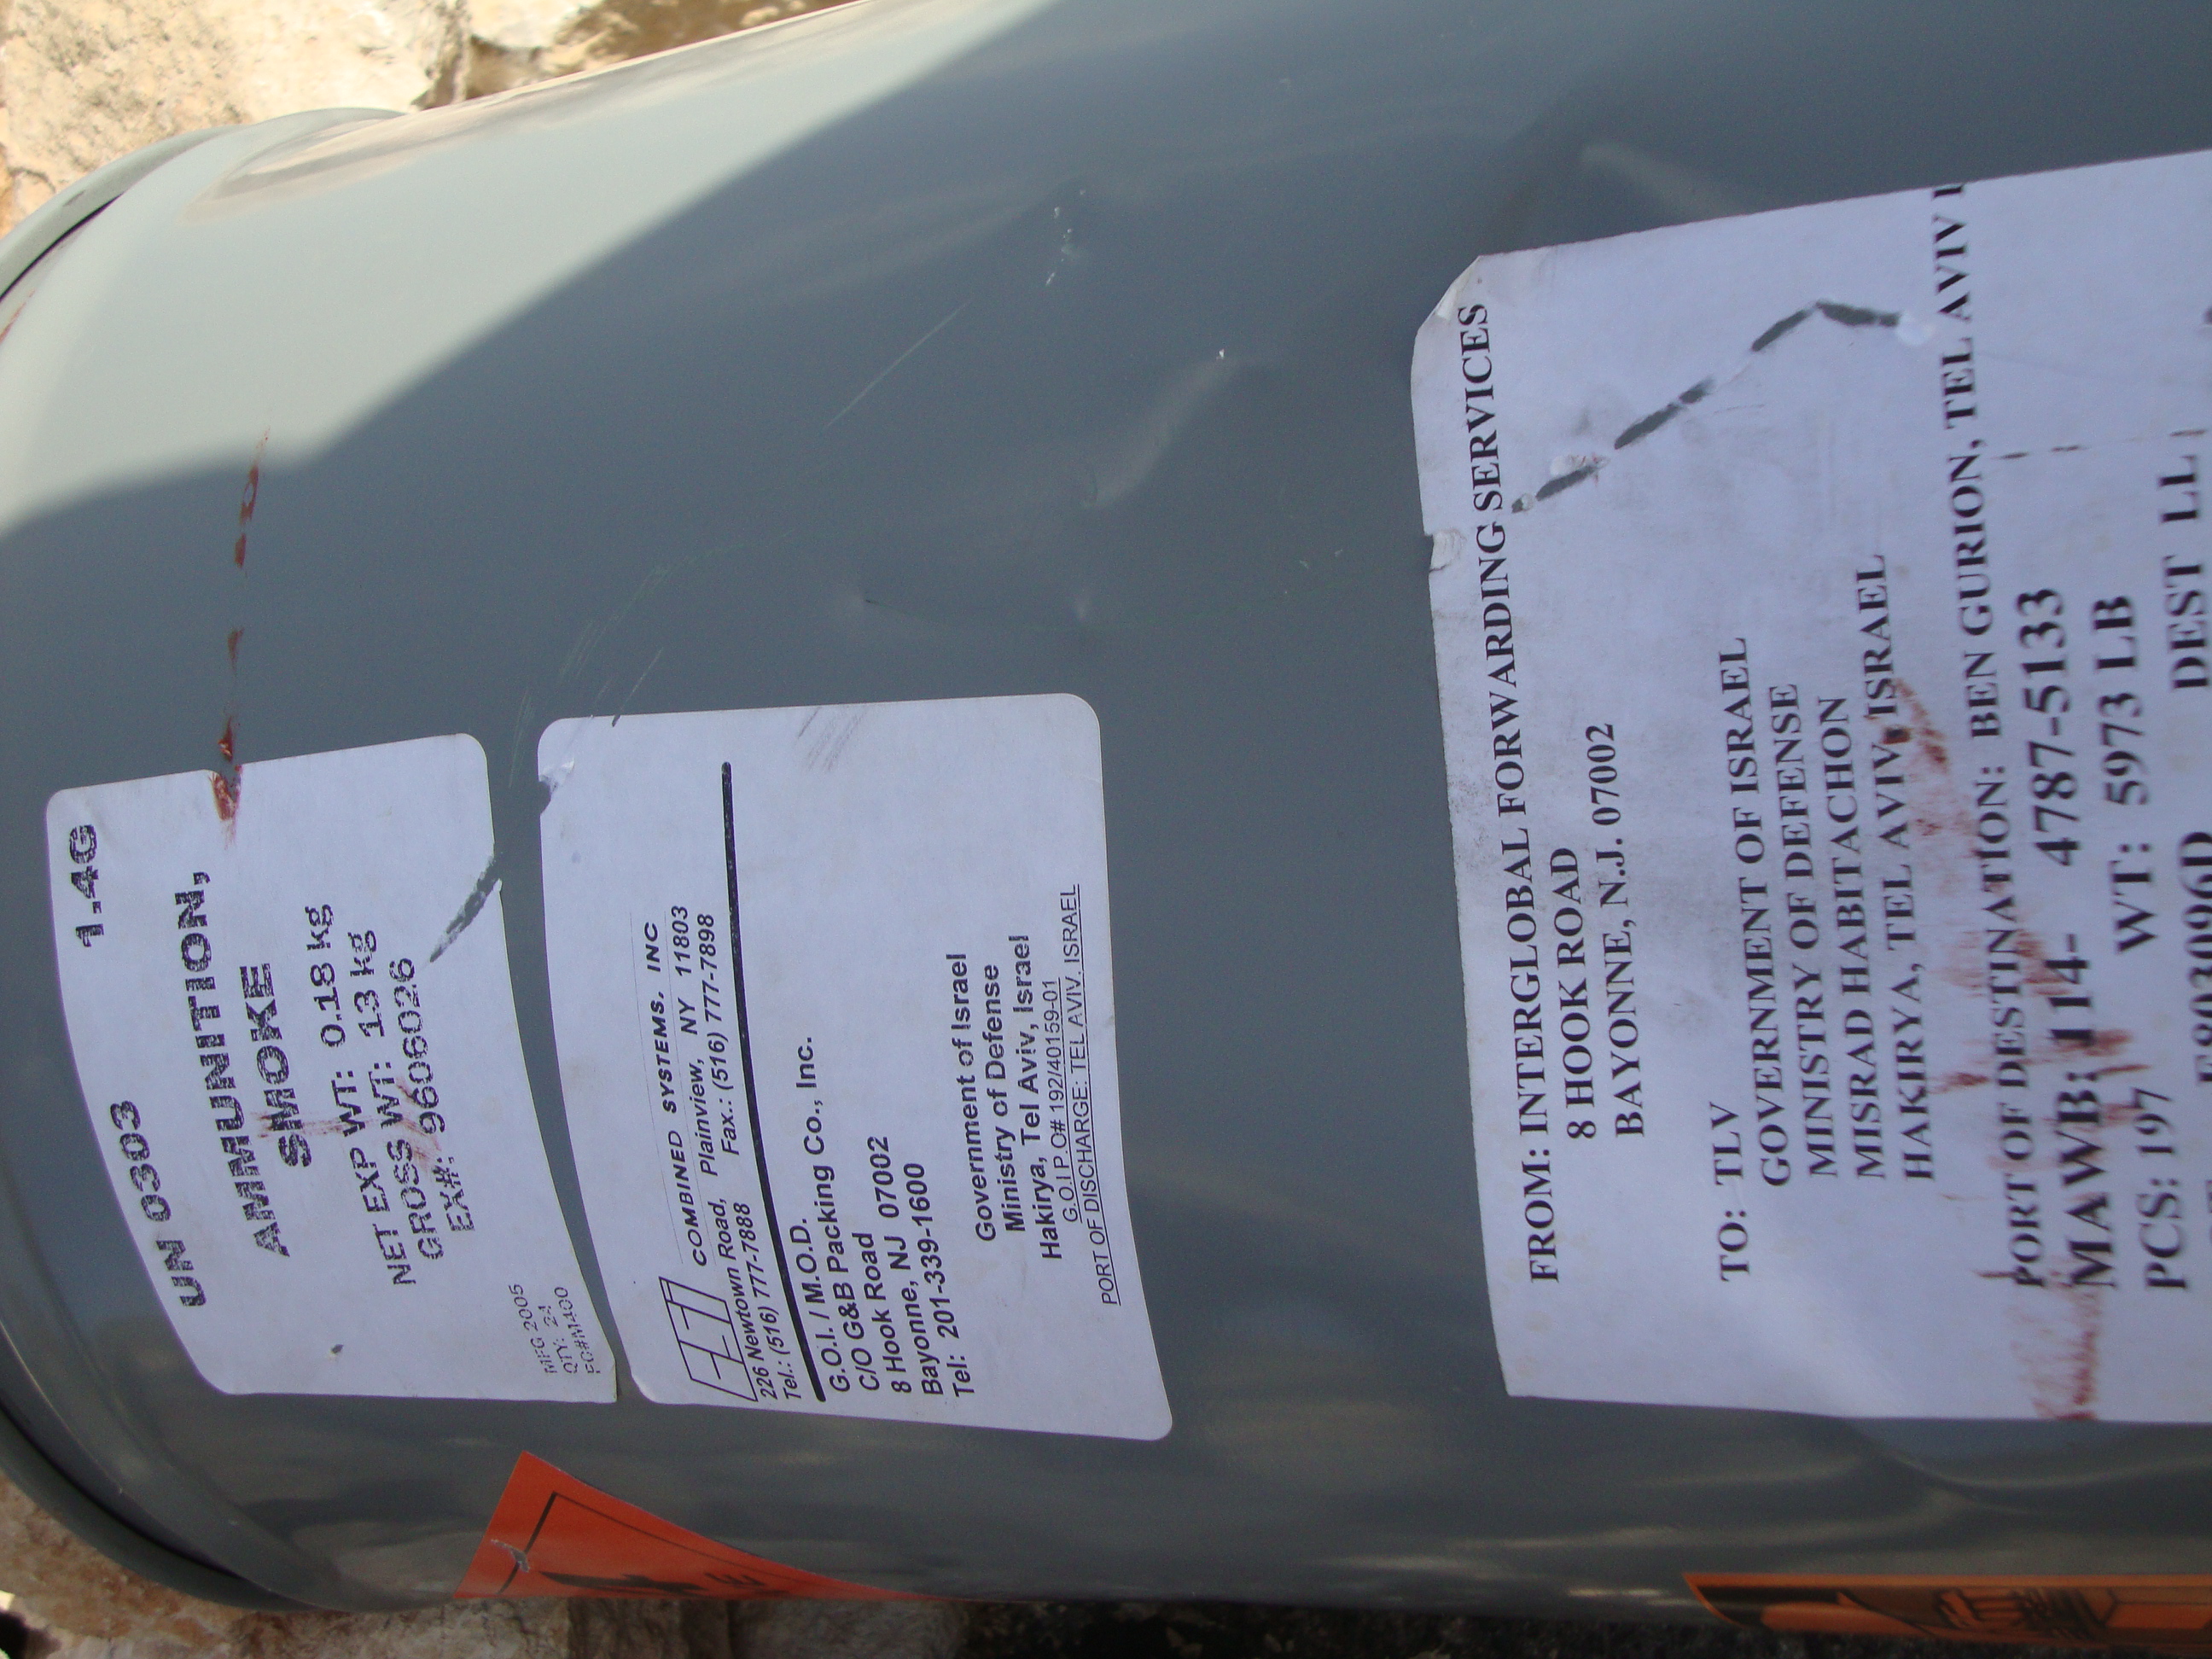 UN 0303 1.4G
AMMUNITION,
SMOKE
NET EXP WT: 0.18 kg
GROSS WT: 13 kg
EX#: 9606026
MFG 2005
QTY: 24
COMBINED SYSTEMS, INC
226 Newtown Road, Plainview, NY 11803
Tel.: (516) 777-7888 Fax.: (516) 777-7898
G.O.I. / M.O.D.
C/O G&B Packing Co., Inc.
8 Hook Road
Bayonne, NJ 07002
Tel: 201-339-1600
Government of Israel
Ministry of Defense
Hakirya, Tel Aviv, Israel
G.O.I P.O# 192/40159-01
PORT OF DISCHARGE: TEL AVIV, ISRAEL
FROM: INTERGLOBAL FORWARDING SERVICES
8 HOOK ROAD
BAYONNE, N.J. 07002
TO: TLV
GOVERNMENT OF ISRAEL
MINISTRY OF DEFENSE
MISRAD HABITACHON
HAKIRYA, TEL AVIV, ISRAEL
PORT OF DESTINATION: BEN GURION, TEL AVIV
MAWB: 114- 4787-5133
PCS: 197 WT: 5973 LB
DEST LL